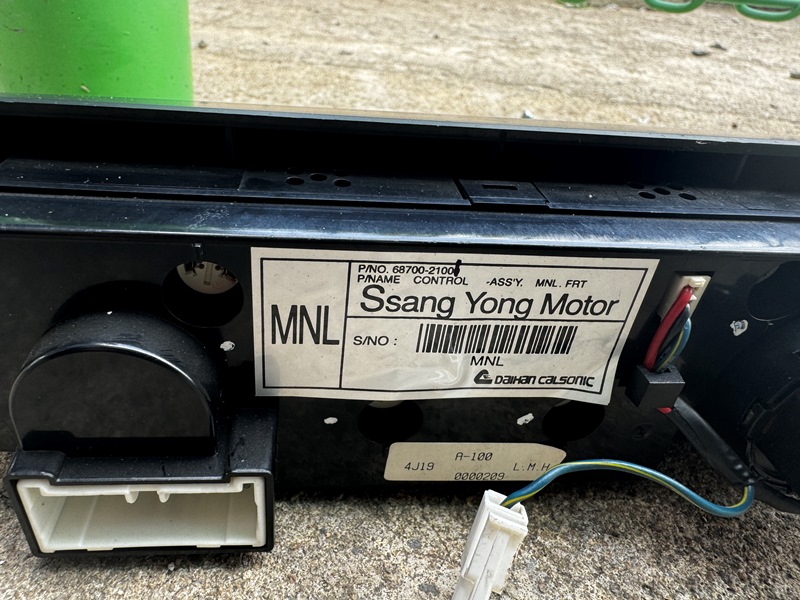 P/NO. 68700-21000
P/NAME CONTROL -ASS'Y. MNL. FRT
MNL
Ssang Yong Motor
S/NO :
MNL
DAIHAN CALSONIC
A-100
4J19 L.M.H
0000209